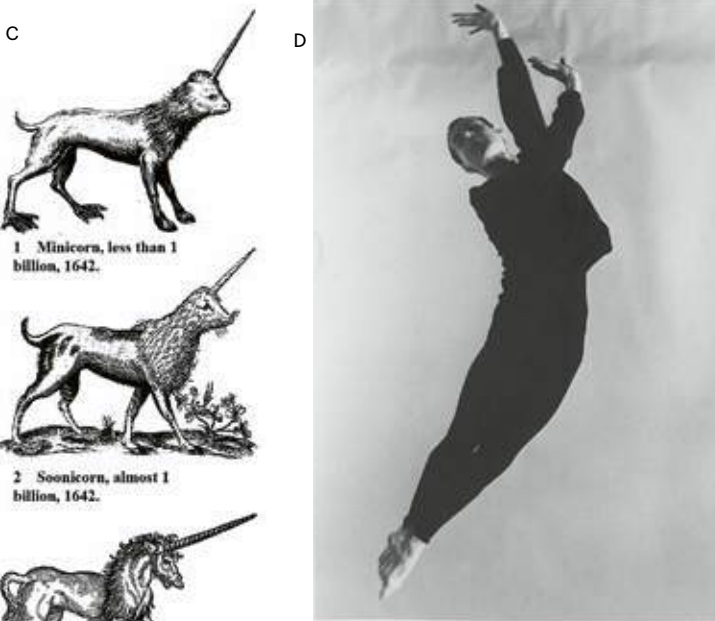 C
D
1 Minicorn, less than 1
billion, 1642.
2 Soonicorn, almost 1
billion, 1642.